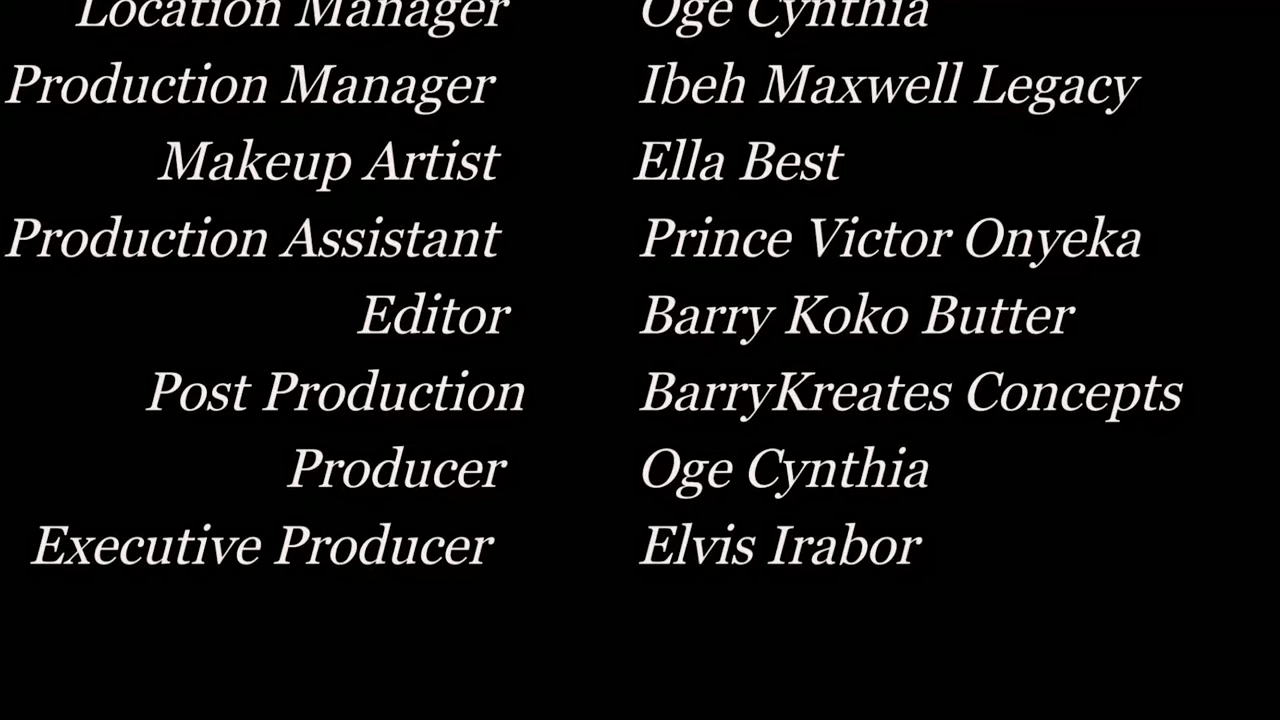 Location Manager Oge Cynthia
Production Manager Ibeh Maxwell Legacy
Makeup Artist Ella Best
Production Assistant Prince Victor Onyeka
Editor Barry Koko Butter
Post Production BarryKreates Concepts
Producer Oge Cynthia
Executive Producer Elvis Irabor